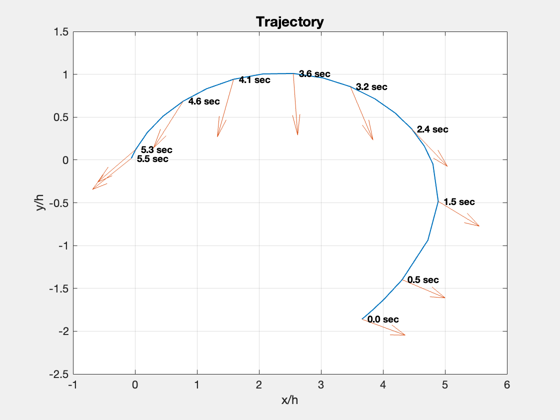 Trajectory
1.5
1
0.5
0
-0.5
-1
-1.5
-2
-2.5
y/h
3.6 sec
4.1 sec
3.2 sec
4.6 sec
2.4 sec
5.3 sec
5.5 sec
1.5 sec
0.5 sec
0.0 sec
-1 0 1 2 3 4 5 6
x/h